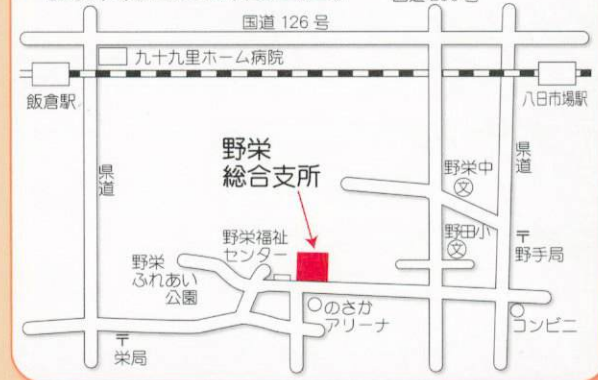 国道 126 号
九十九里ホーム病院
飯倉駅
八日市場駅
県道
県道
野栄
総合支所
野栄中
文
野栄福祉
センター
野田小
文
〒
野手局
野栄
ふれあい
公園
のさか
アリーナ
コンビニ
〒
栄局